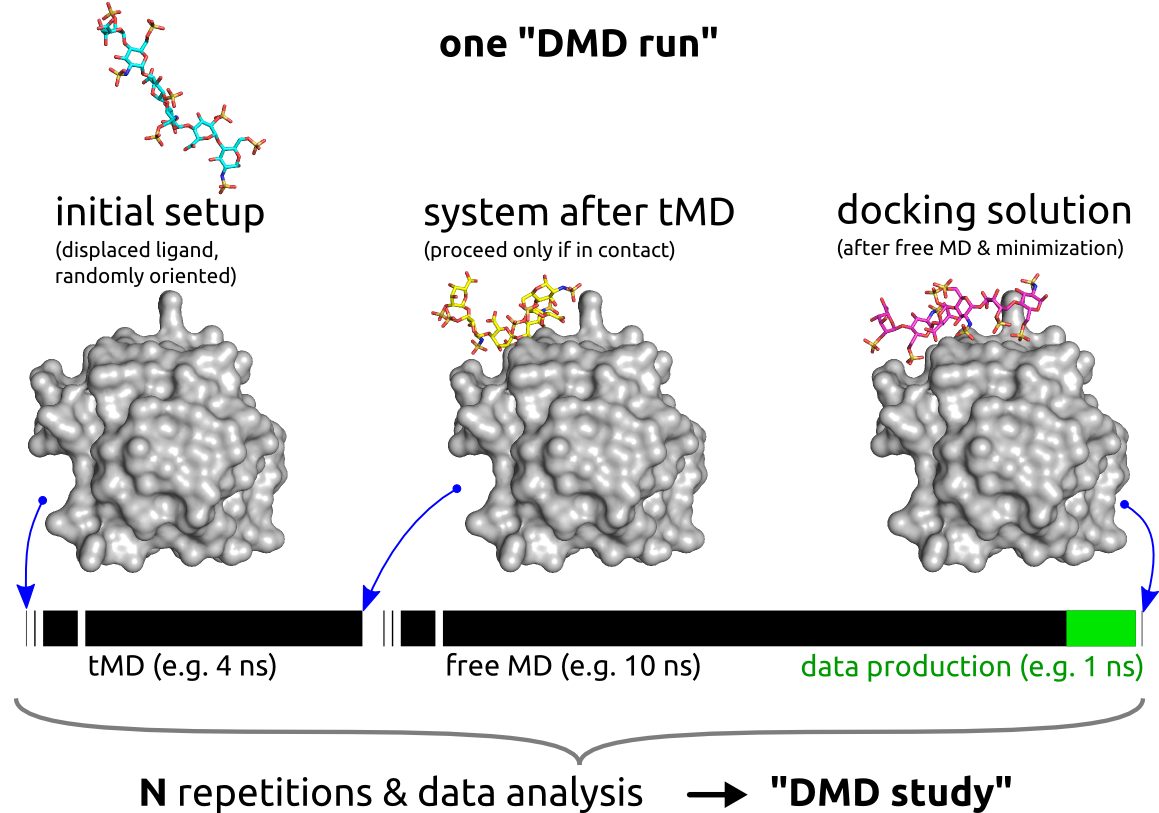 one "DMD run"
initial setup
(displaced ligand,
randomly oriented)
system after tMD
(proceed only if in contact)
docking solution
(after free MD & minimization)
tMD (e.g. 4 ns)
free MD (e.g. 10 ns)
data production (e.g. 1 ns)
N repetitions & data analysis
"DMD study"